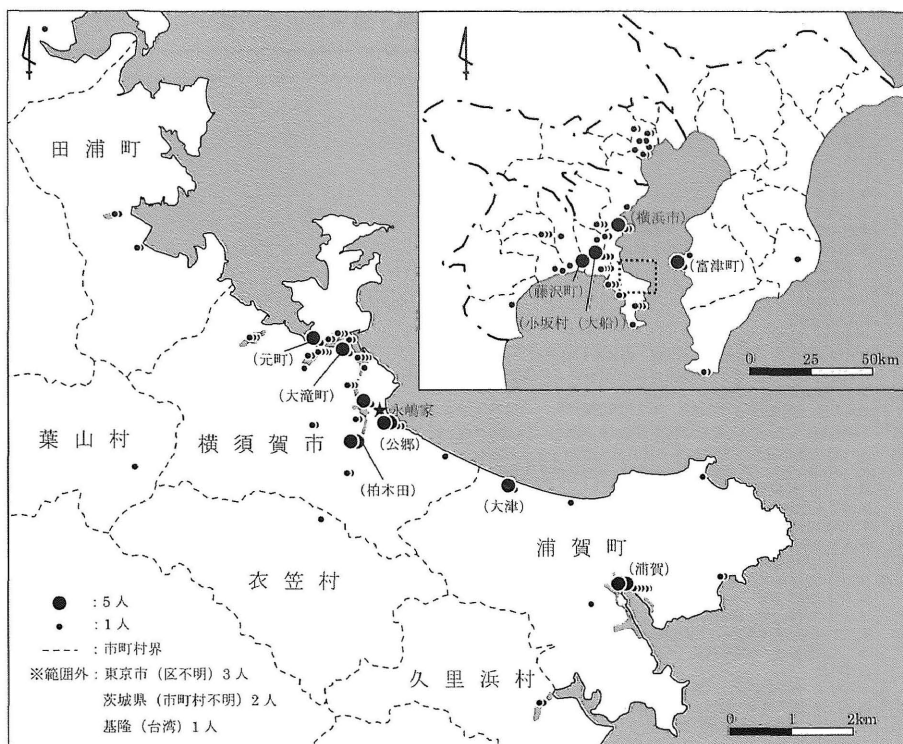 田浦町
(元町)
(大滝町)
永嶋家
(公郷)
葉山村
横須賀市
(柏木田)
(大津)
浦賀町
(浦賀)
衣笠村
久里浜村
:5人
:1人
:市町村界
※範囲外:東京市(区不明)3人
茨城県(市町村不明)2人
基隆(台湾)1人
0 1 2km
(横浜市)
(富津町)
(藤沢町)
(小坂村(大船))
0 25 50km